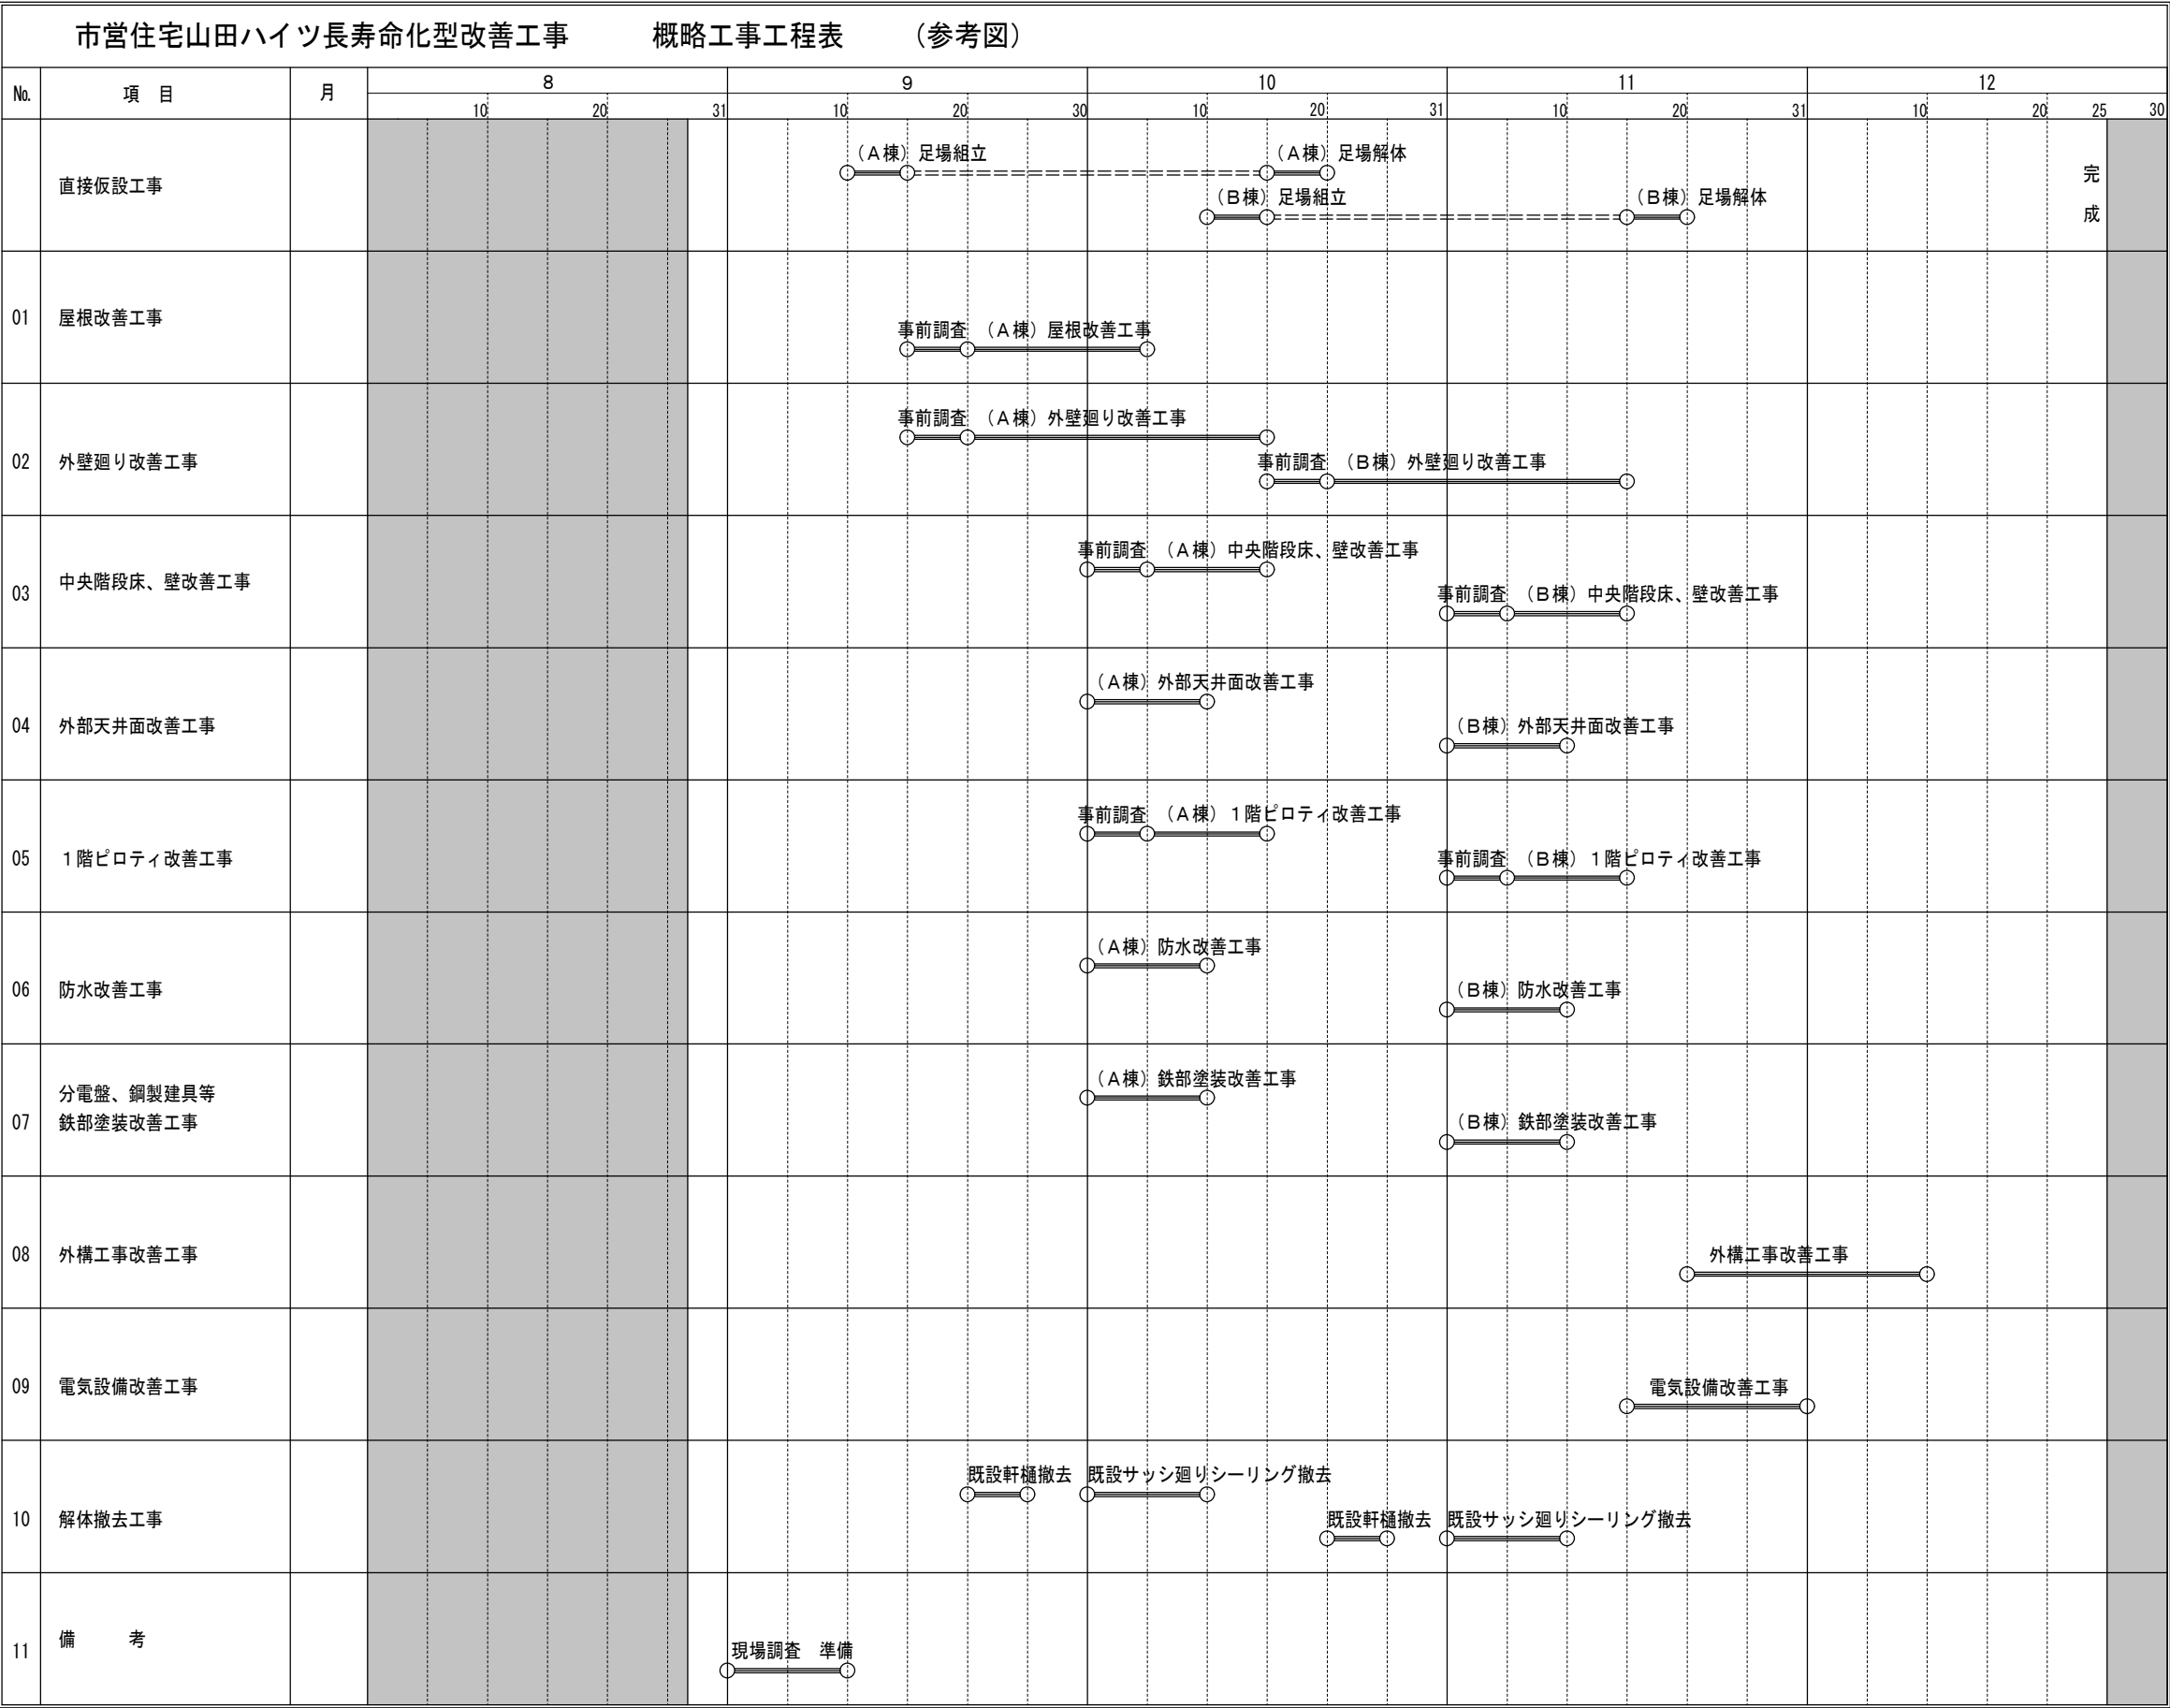 市営住宅山田ハイツ長寿命化型改善工事　概略工事工程表　（参考図）
№　項　目　月　8　9　10　11　12
10　20　31　10　20　30　10　20　31　10　20　31　10　20　25　30
（Ａ棟）足場組立　（Ａ棟）足場解体
直接仮設工事　完成
（Ｂ棟）足場組立　（Ｂ棟）足場解体
01　屋根改善工事
事前調査　（Ａ棟）屋根改善工事
事前調査　（Ａ棟）外壁廻り改善工事
02　外壁廻り改善工事　事前調査　（Ｂ棟）外壁廻り改善工事
事前調査　（Ａ棟）中央階段床、壁改善工事
03　中央階段床、壁改善工事
事前調査　（Ｂ棟）中央階段床、壁改善工事
（Ａ棟）外部天井面改善工事
04　外部天井面改善工事　（Ｂ棟）外部天井面改善工事
事前調査　（Ａ棟）１階ピロティ改善工事
05　１階ピロティ改善工事　事前調査　（Ｂ棟）１階ピロティ改善工事
（Ａ棟）防水改善工事
06　防水改善工事　（Ｂ棟）防水改善工事
分電盤、鋼製建具等　（Ａ棟）鉄部塗装改善工事
07　鉄部塗装改善工事　（Ｂ棟）鉄部塗装改善工事
08　外構工事改善工事　外構工事改善工事
09　電気設備改善工事　電気設備改善工事
既設軒樋撤去　既設サッシ廻りシーリング撤去
10　解体撤去工事　既設軒樋撤去　既設サッシ廻りシーリング撤去
11　備　考
現場調査　準備